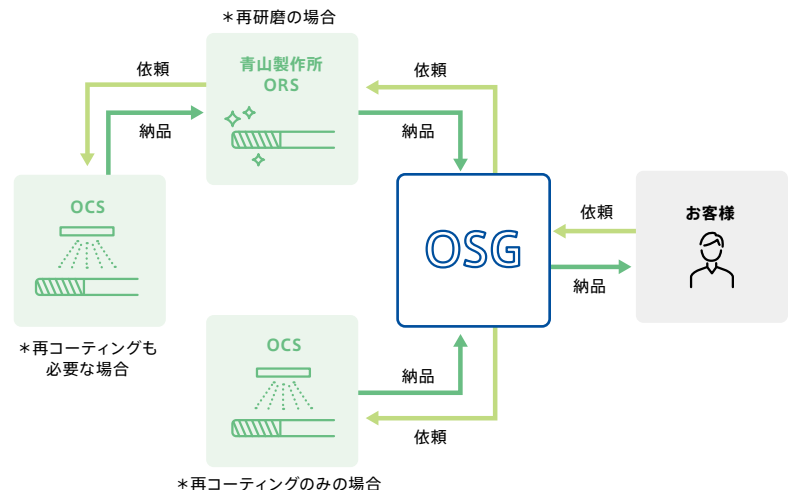 ＊再研磨の場合
依頼
青山製作所
ORS
依頼
納品
納品
OCS
OSG
依頼
お客様
納品
＊再コーティングも
必要な場合
OCS
納品
依頼
＊再コーティングのみの場合